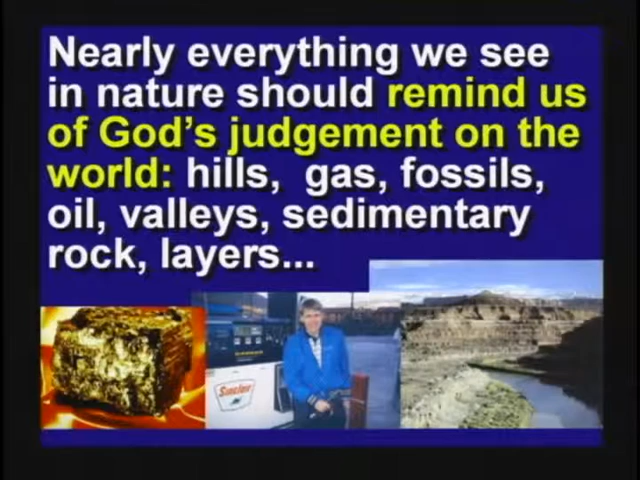 Nearly everything we see
in nature should remind us
of God's judgement on the
world: hills, gas, fossils,
oil, valleys, sedimentary
rock, layers...
Sinclair